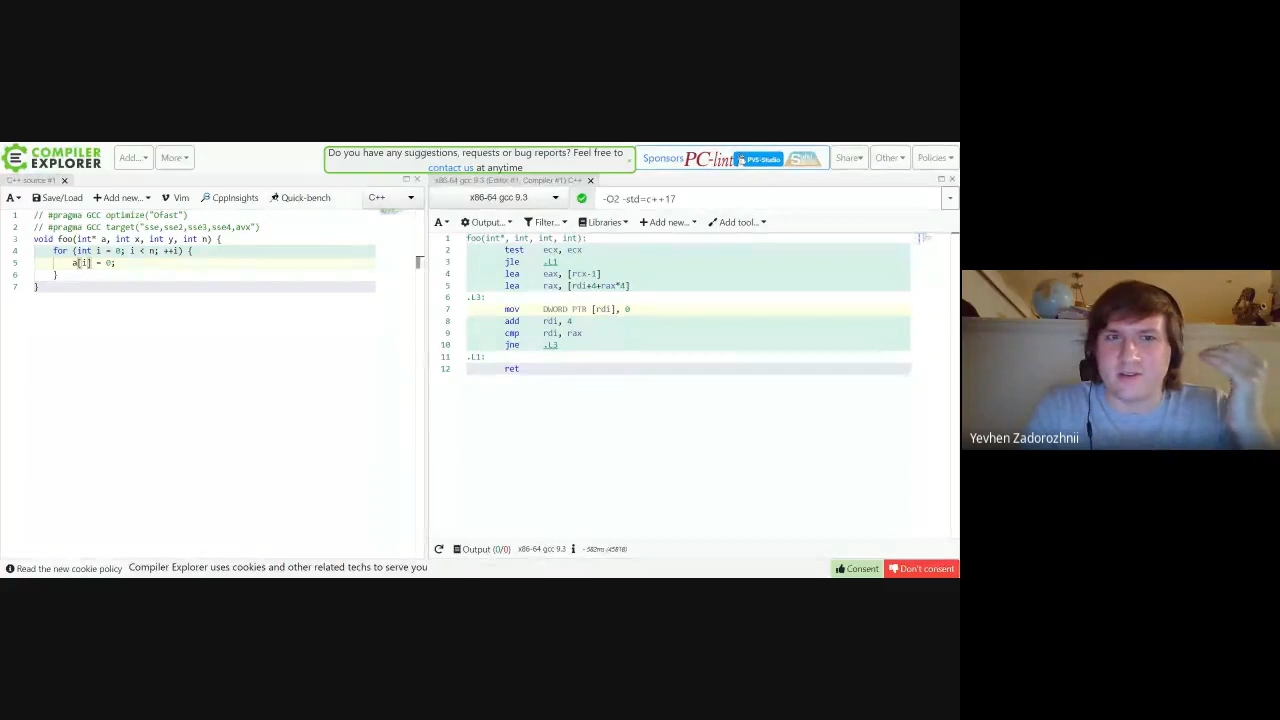 COMPILER EXPLORER
Add...
More
Do you have any suggestions, requests or bug reports? Feel free to
contact us at anytime
Sponsors PC-lint PVS-Studio
Share
Other
Policies
C++ source #1
x86-64 gcc 9.3 (Editor #1, Compiler #1) C++
A
Save/Load
Add new...
Vim
CppInsights
Quick-bench
C++
x86-64 gcc 9.3
-O2 -std=c++17
A
Output...
Filter...
Libraries
Add new...
Add tool...
1 // #pragma GCC optimize("Ofast")
2 // #pragma GCC target("sse,sse2,sse3,sse4,avx")
3 void foo(int* a, int x, int y, int n) {
4 for (int i = 0; i < n; ++i) {
5 a[i] = 0;
6 }
7 }
1 foo(int*, int, int, int):
2 test ecx, ecx
3 jle .L1
4 lea eax, [rcx-1]
5 lea rax, [rdi+4+rax*4]
6 .L3:
7 mov DWORD PTR [rdi], 0
8 add rdi, 4
9 cmp rdi, rax
10 jne .L3
11 .L1:
12 ret
Output (0/0) x86-64 gcc 9.3 i - 582ms (4581B)
Read the new cookie policy Compiler Explorer uses cookies and other related techs to serve you
Consent
Don't consent
Yevhen Zadorozhnii